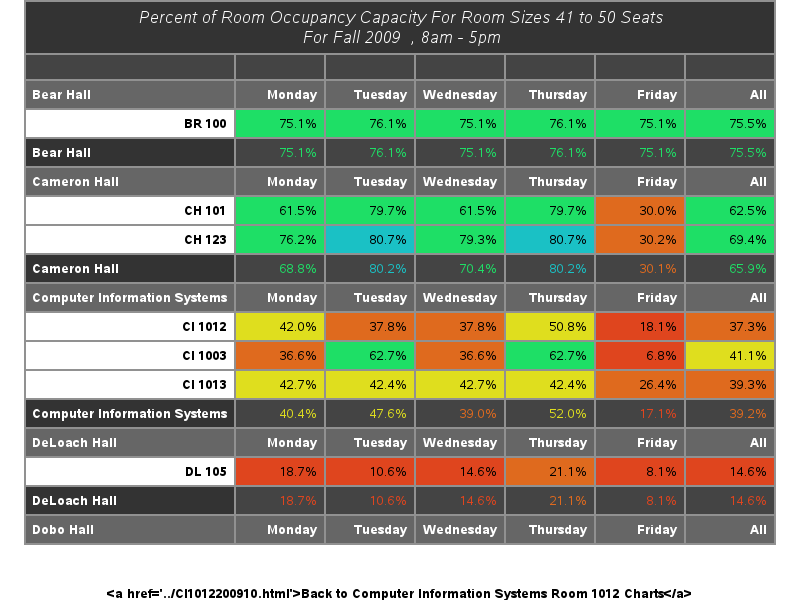 Percent of Room Occupancy Capacity For Room Sizes 41 to 50 Seats
For Fall 2009 , 8am - 5pm
Bear Hall Monday Tuesday Wednesday Thursday Friday All
BR 100 75.1% 76.1% 75.1% 76.1% 75.1% 75.5%
Bear Hall 75.1% 76.1% 75.1% 76.1% 75.1% 75.5%
Cameron Hall Monday Tuesday Wednesday Thursday Friday All
CH 101 61.5% 79.7% 61.5% 79.7% 30.0% 62.5%
CH 123 76.2% 80.7% 79.3% 80.7% 30.2% 69.4%
Cameron Hall 68.8% 80.2% 70.4% 80.2% 30.1% 65.9%
Computer Information Systems Monday Tuesday Wednesday Thursday Friday All
CI 1012 42.0% 37.8% 37.8% 50.8% 18.1% 37.3%
CI 1003 36.6% 62.7% 36.6% 62.7% 6.8% 41.1%
CI 1013 42.7% 42.4% 42.7% 42.4% 26.4% 39.3%
Computer Information Systems 40.4% 47.6% 39.0% 52.0% 17.1% 39.2%
DeLoach Hall Monday Tuesday Wednesday Thursday Friday All
DL 105 18.7% 10.6% 14.6% 21.1% 8.1% 14.6%
DeLoach Hall 18.7% 10.6% 14.6% 21.1% 8.1% 14.6%
Dobo Hall Monday Tuesday Wednesday Thursday Friday All
<a href='../CI1012200910.html'>Back to Computer Information Systems Room 1012 Charts</a>